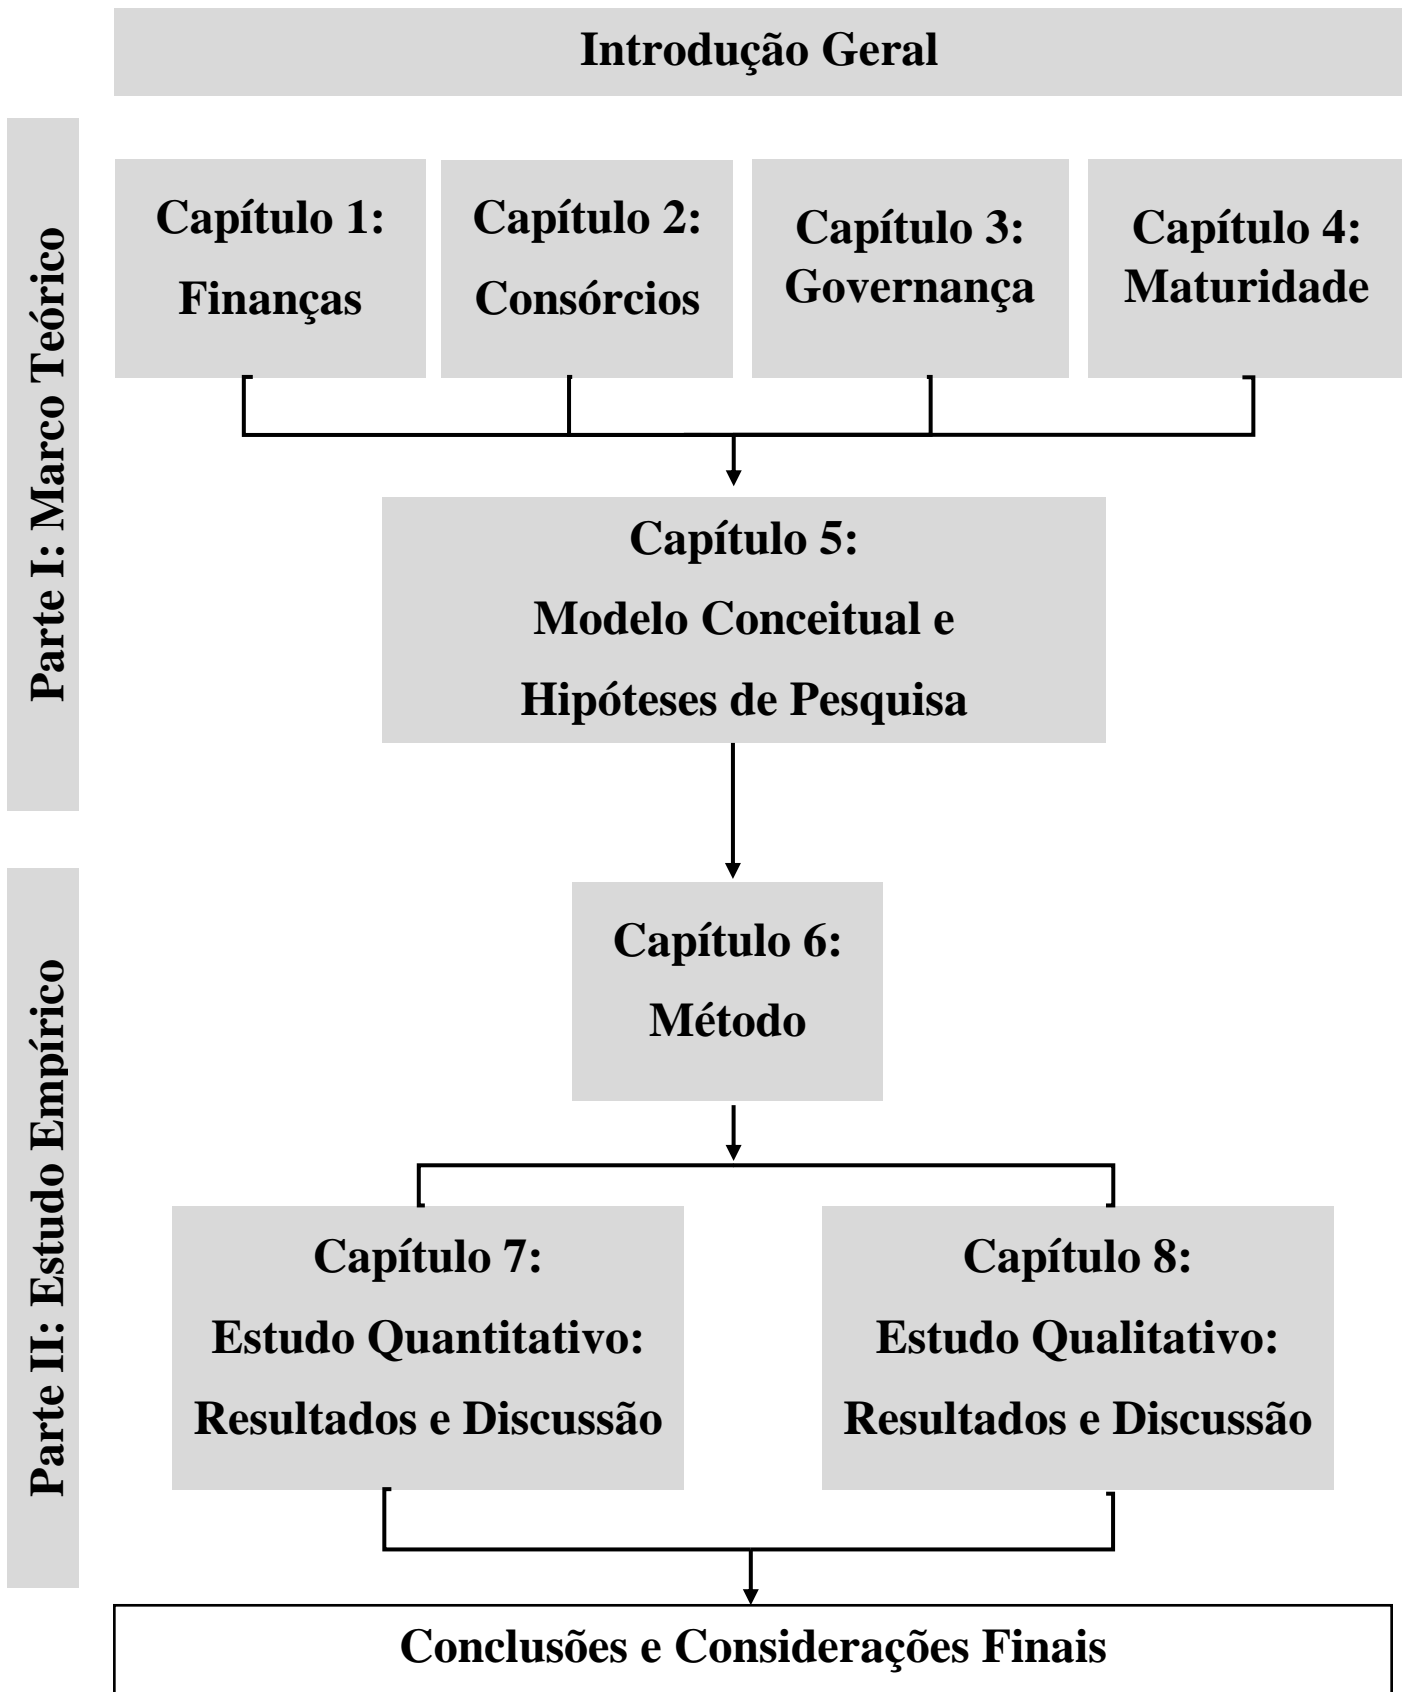 Introdução Geral
Parte I: Marco Teórico
Capítulo 1:
Finanças
Capítulo 2:
Consórcios
Capítulo 3:
Governança
Capítulo 4:
Maturidade
Capítulo 5:
Modelo Conceitual e
Hipóteses de Pesquisa
Parte II: Estudo Empírico
Capítulo 6:
Método
Capítulo 7:
Estudo Quantitativo:
Resultados e Discussão
Capítulo 8:
Estudo Qualitativo:
Resultados e Discussão
Conclusões e Considerações Finais